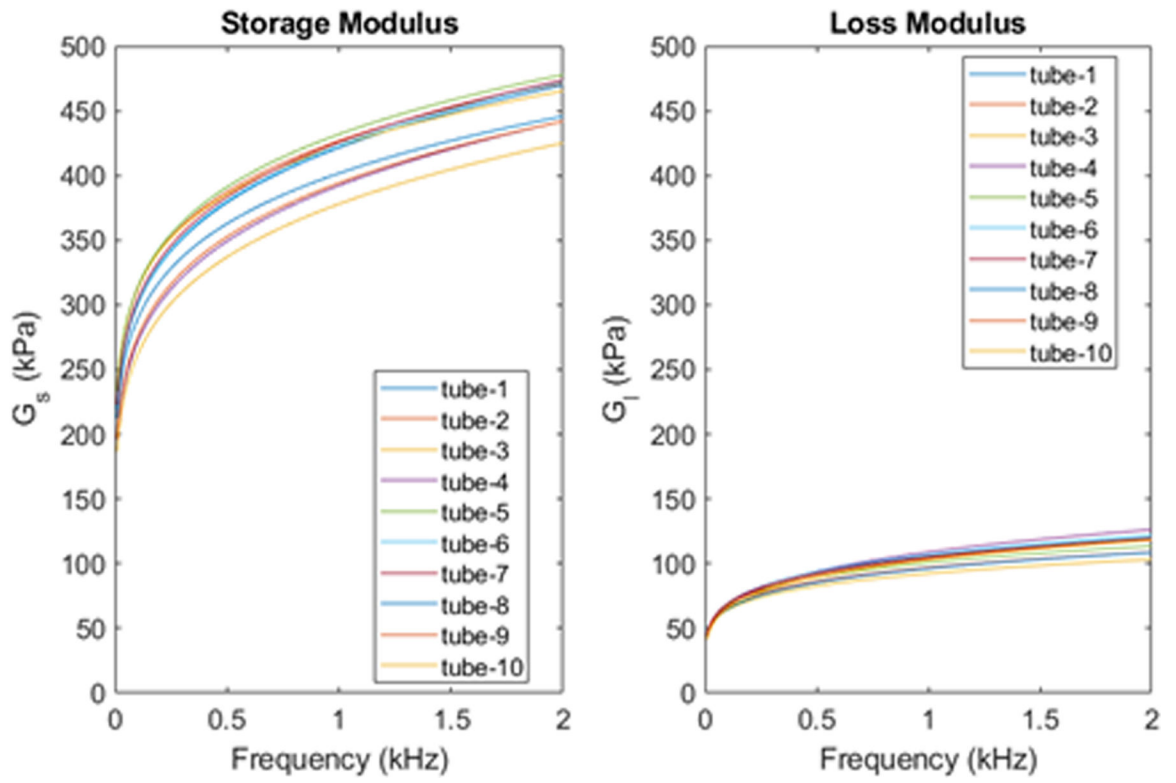 Storage Modulus
500
450
400
350
300
250
200
150
100
50
0
G_s (kPa)
tube-1
tube-2
tube-3
tube-4
tube-5
tube-6
tube-7
tube-8
tube-9
tube-10
0
0.5
1
1.5
2
Frequency (kHz)
Loss Modulus
500
450
400
350
300
250
200
150
100
50
0
G_l (kPa)
tube-1
tube-2
tube-3
tube-4
tube-5
tube-6
tube-7
tube-8
tube-9
tube-10
0
0.5
1
1.5
2
Frequency (kHz)